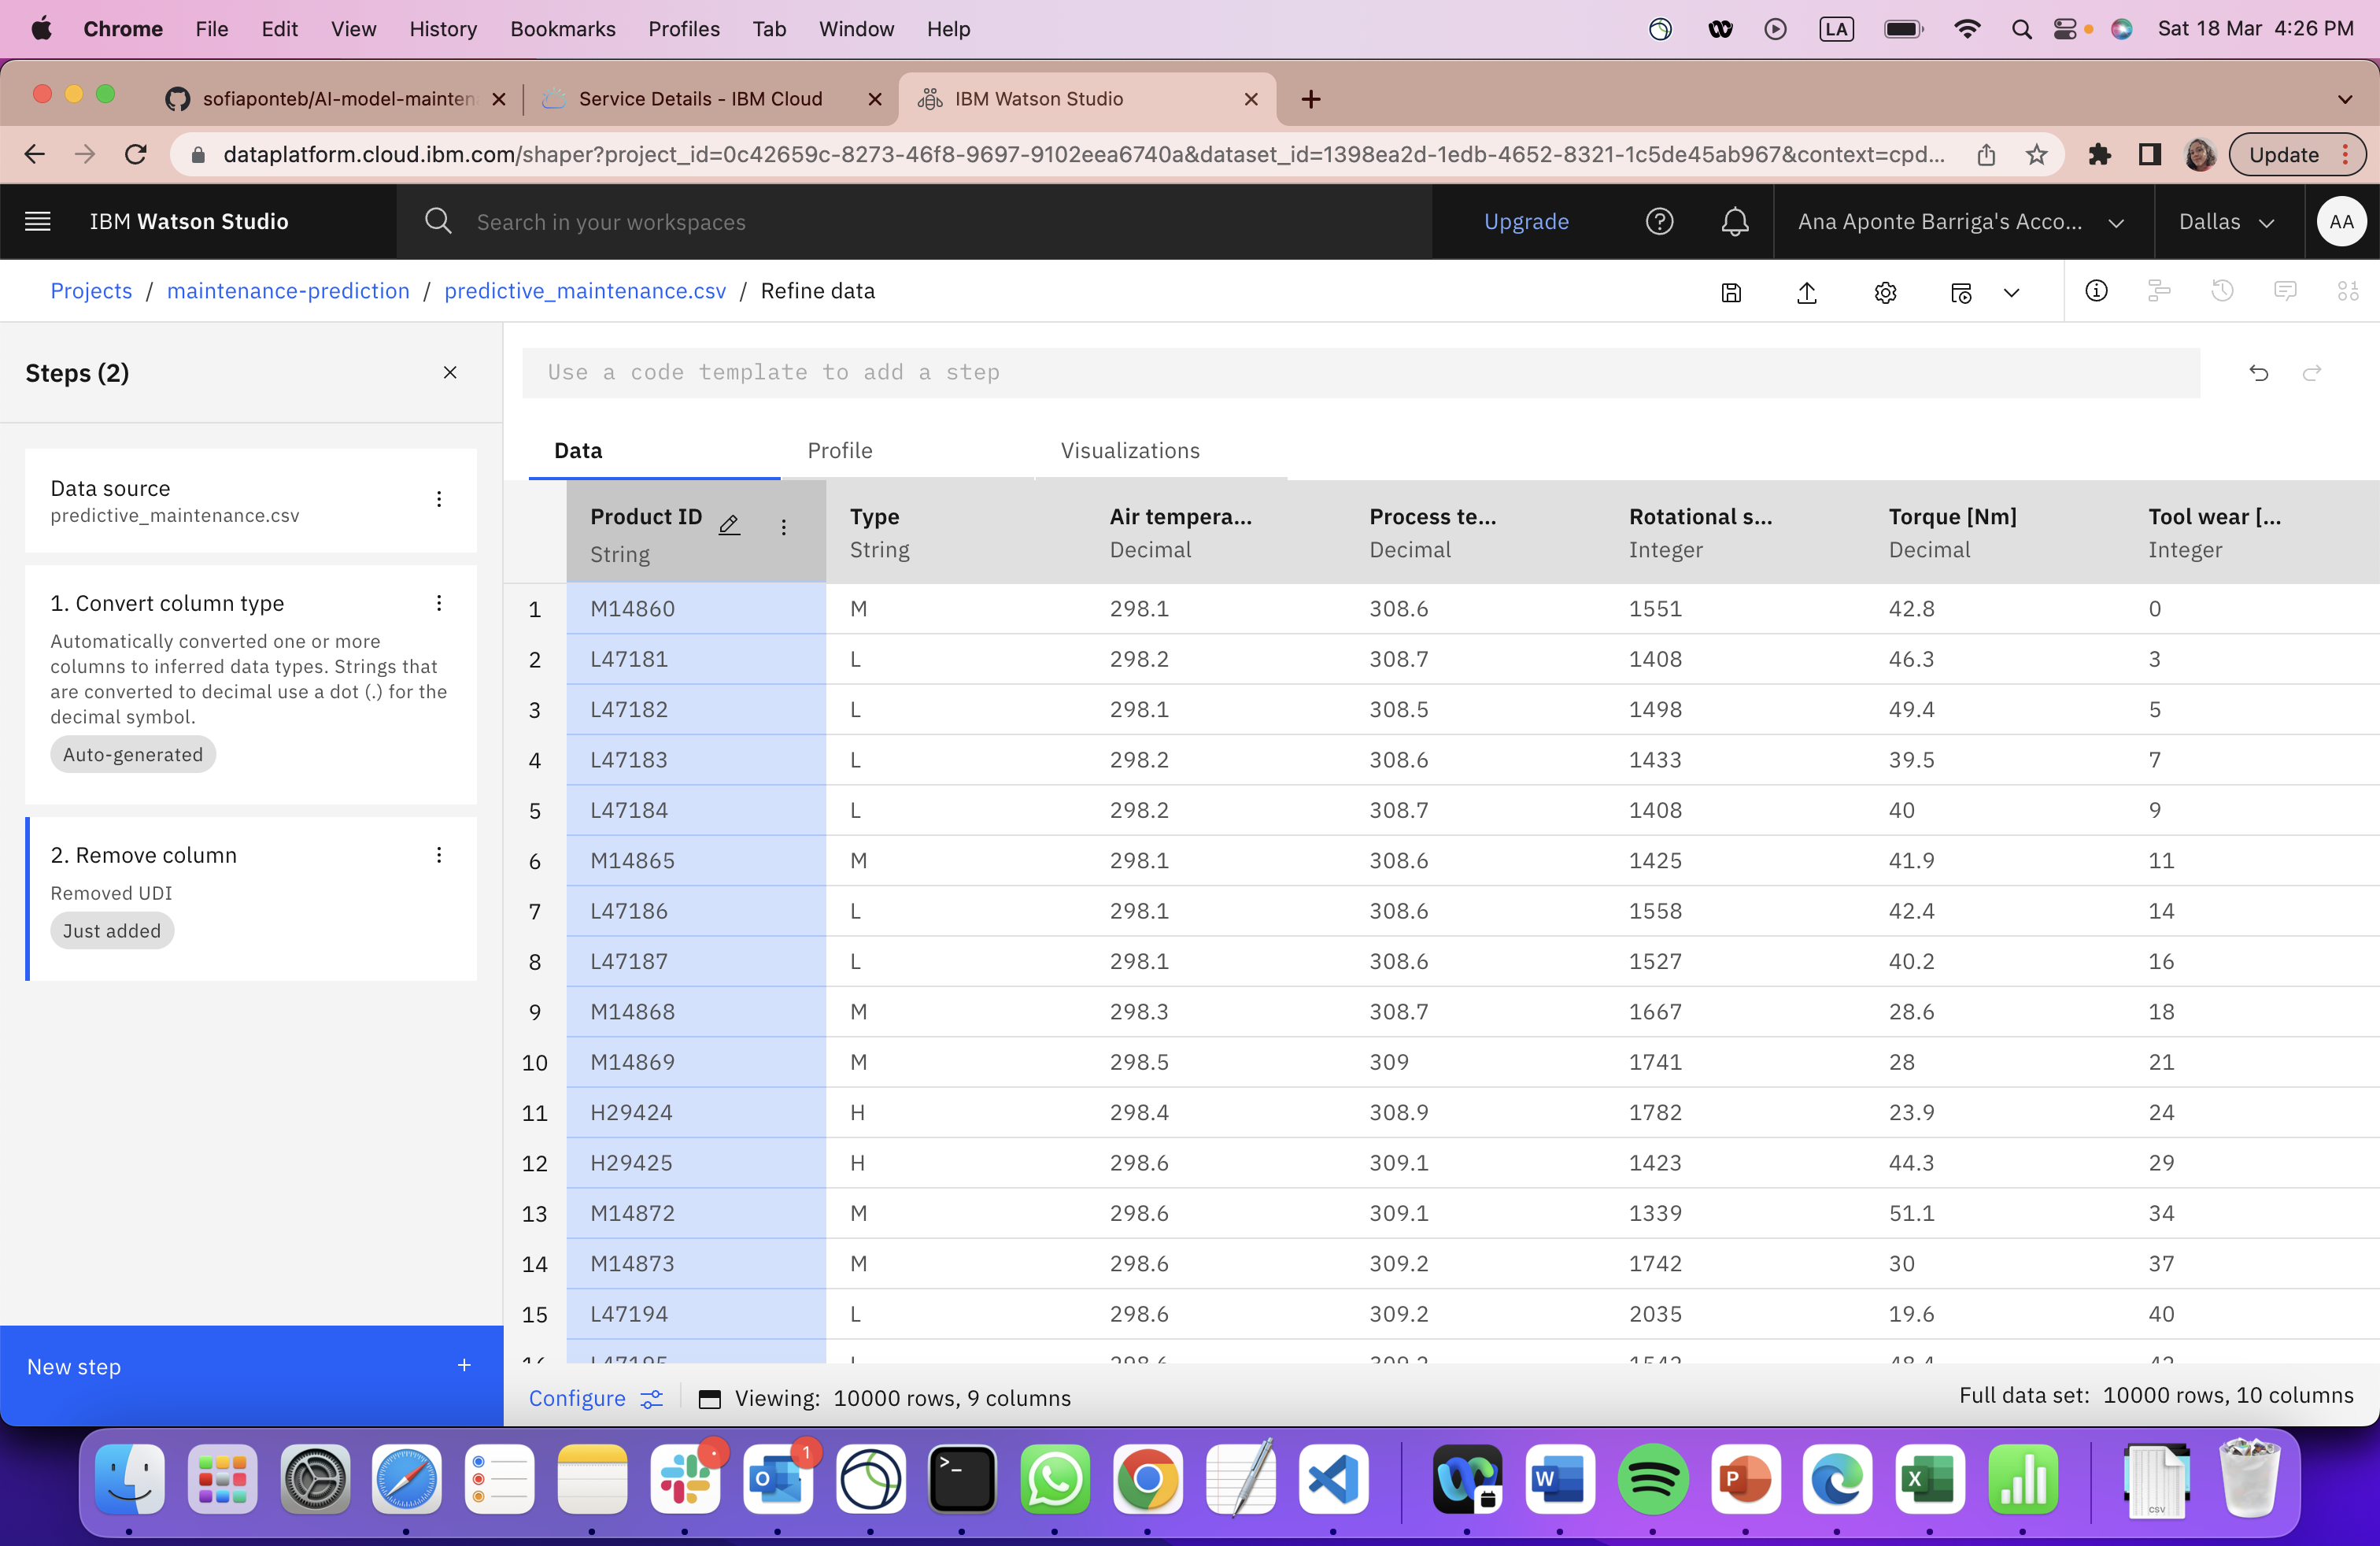 Chrome File Edit View History Bookmarks Profiles Tab Window Help LA Sat 18 Mar 4:26 PM
sofiaponteb/AI-model-mainten Service Details - IBM Cloud IBM Watson Studio
dataplatform.cloud.ibm.com/shaper?project_id=0c42659c-8273-46f8-9697-9102eea6740a&dataset_id=1398ea2d-1edb-4652-8321-1c5de45ab967&context=cpd... Update
IBM Watson Studio Search in your workspaces Upgrade Ana Aponte Barriga's Acco... Dallas AA
Projects / maintenance-prediction / predictive_maintenance.csv / Refine data
Steps (2)
Data source
predictive_maintenance.csv
1. Convert column type
Automatically converted one or more
columns to inferred data types. Strings that
are converted to decimal use a dot (.) for the
decimal symbol.
Auto-generated
2. Remove column
Removed UDI
Just added
New step +
Use a code template to add a step
Data Profile Visualizations
Product ID Type Air tempera... Process te... Rotational s... Torque [Nm] Tool wear [...
String String Decimal Decimal Integer Decimal Integer
1 M14860 M 298.1 308.6 1551 42.8 0
2 L47181 L 298.2 308.7 1408 46.3 3
3 L47182 L 298.1 308.5 1498 49.4 5
4 L47183 L 298.2 308.6 1433 39.5 7
5 L47184 L 298.2 308.7 1408 40 9
6 M14865 M 298.1 308.6 1425 41.9 11
7 L47186 L 298.1 308.6 1558 42.4 14
8 L47187 L 298.1 308.6 1527 40.2 16
9 M14868 M 298.3 308.7 1667 28.6 18
10 M14869 M 298.5 309 1741 28 21
11 H29424 H 298.4 308.9 1782 23.9 24
12 H29425 H 298.6 309.1 1423 44.3 29
13 M14872 M 298.6 309.1 1339 51.1 34
14 M14873 M 298.6 309.2 1742 30 37
15 L47194 L 298.6 309.2 2035 19.6 40
Configure Viewing: 10000 rows, 9 columns Full data set: 10000 rows, 10 columns
1
W P X CSV